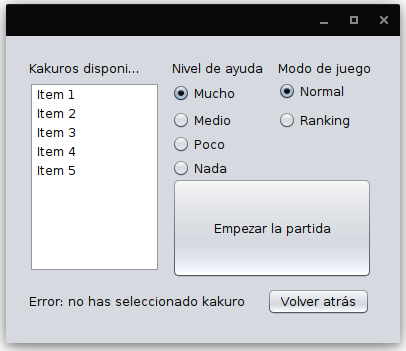 Kakuros disponi...
Item 1
Item 2
Item 3
Item 4
Item 5
Nivel de ayuda
Mucho
Medio
Poco
Nada
Modo de juego
Normal
Ranking
Empezar la partida
Error: no has seleccionado kakuro
Volver atrás